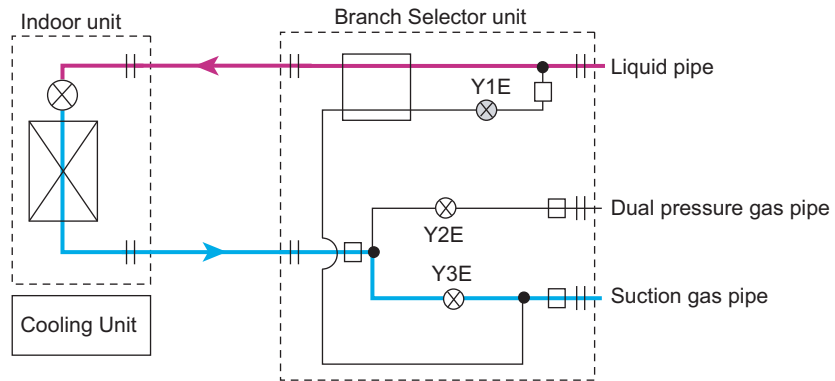 Indoor unit
Branch Selector unit
Liquid pipe
Y1E
Dual pressure gas pipe
Y2E
Y3E
Suction gas pipe
Cooling Unit